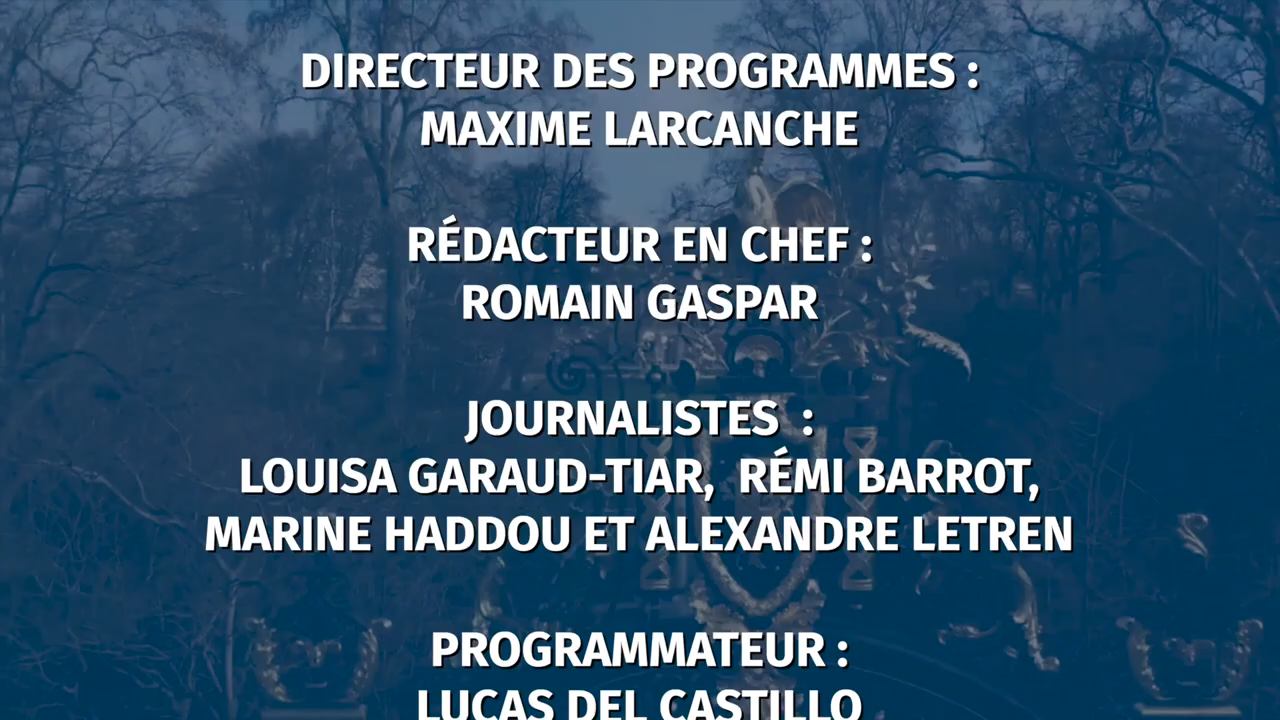 DIRECTEUR DES PROGRAMMES :
MAXIME LARCANCHE
RÉDACTEUR EN CHEF :
ROMAIN GASPAR
JOURNALISTES  :
LOUISA GARAUD-TIAR,  RÉMI BARROT,
MARINE HADDOU ET ALEXANDRE LETREN
PROGRAMMATEUR :
LUCAS DEL CASTILLO